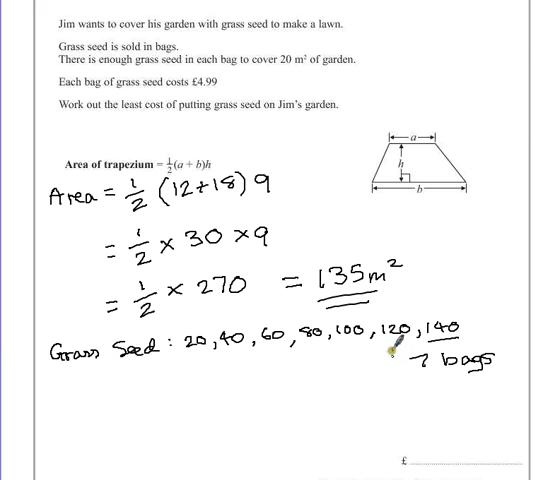 Jim wants to cover his garden with grass seed to make a lawn.
Grass seed is sold in bags.
There is enough grass seed in each bag to cover 20 m² of garden.
Each bag of grass seed costs £4.99
Work out the least cost of putting grass seed on Jim's garden.
a
Area of trapezium = ½(a + b)h
h
b
Area = ½ (12+18) 9
= ½ × 30 × 9
= ½ × 270 = 135m²
Grass Seed : 20, 40, 60, 80, 100, 120, 140
7 bags
£